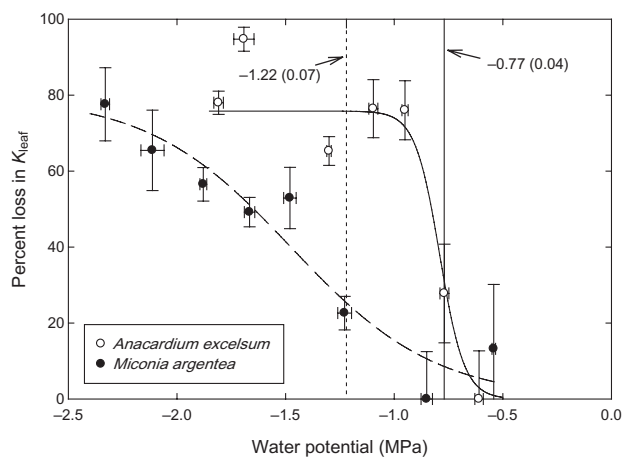 100
80
60
40
20
0
Percent loss in Kleaf
–1.22 (0.07)
–0.77 (0.04)
Anacardium excelsum
Miconia argentea
–2.5 –2.0 –1.5 –1.0 –0.5 0.0
Water potential (MPa)